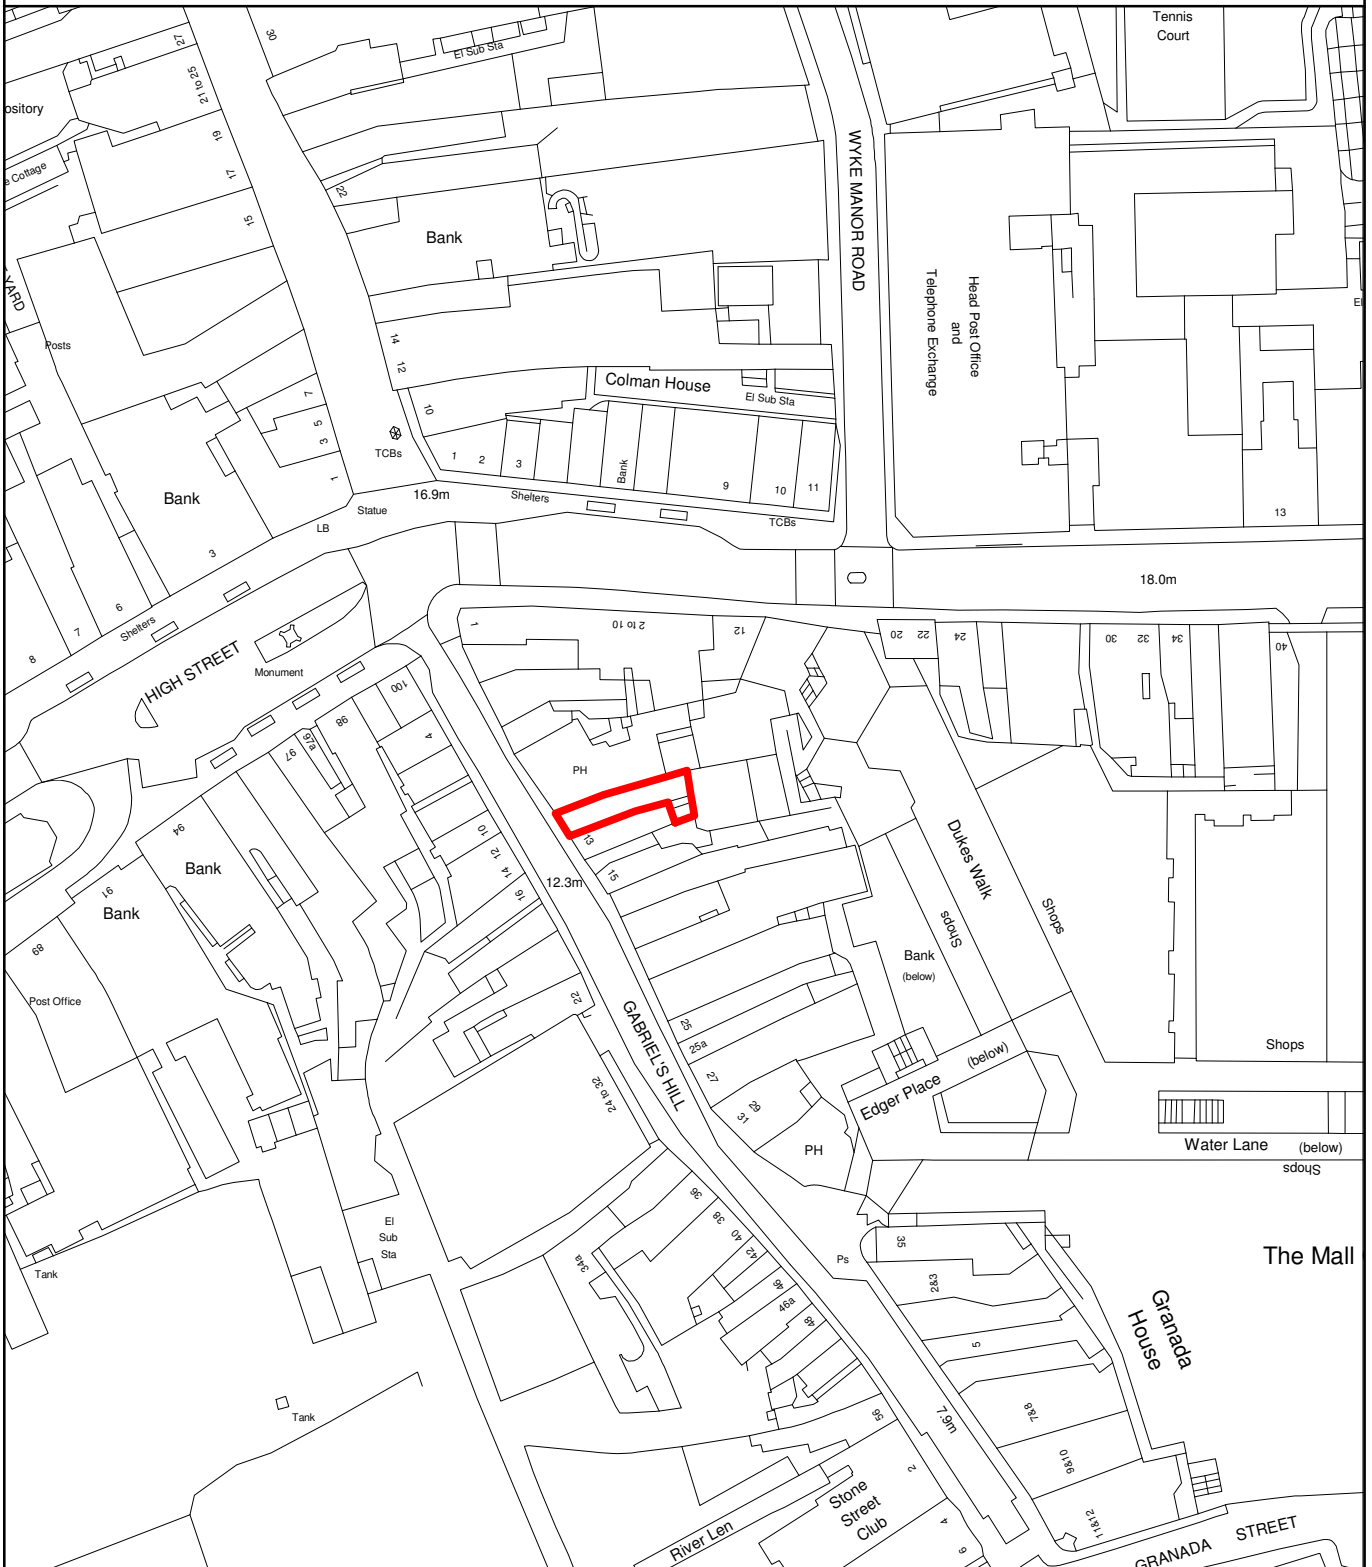 Tennis
Court
27
30
El Sub Sta
21 to 25
ository
19
e Cottage
17
22
15
WYKE MANOR ROAD
Bank
YARD
Head Post Office
and
Telephone Exchange
El
Posts
14
12
Colman House
El Sub Sta
7
5
3
1
10
TCBs
1
2
3
Bank
9
10
11
Bank
16.9m
Shelters
TCBs
Statue
LB
13
3
18.0m
6
7
8
Shelters
HIGH STREET
Monument
1
2 to 10
12
20
22
24
30
32
34
40
100
98
97a
97
4
PH
94
Bank
91
Bank
89
Post Office
10
12
14
16
13
15
12.3m
Dukes Walk
Shops
Shops
Bank
(below)
22
GABRIEL'S HILL
25
25a
27
29
31
24 to 32
PH
Edger Place
(below)
Shops
Water Lane
(below)
Shops
El
Sub
Sta
Tank
36
38
40
42
46
46a
48
34a
Ps
35
2&3
5
7&8
9&10
11&12
The Mall
Granada
House
Tank
56
7.9m
2
4
6
Stone
Street
Club
River Len
GRANADA STREET